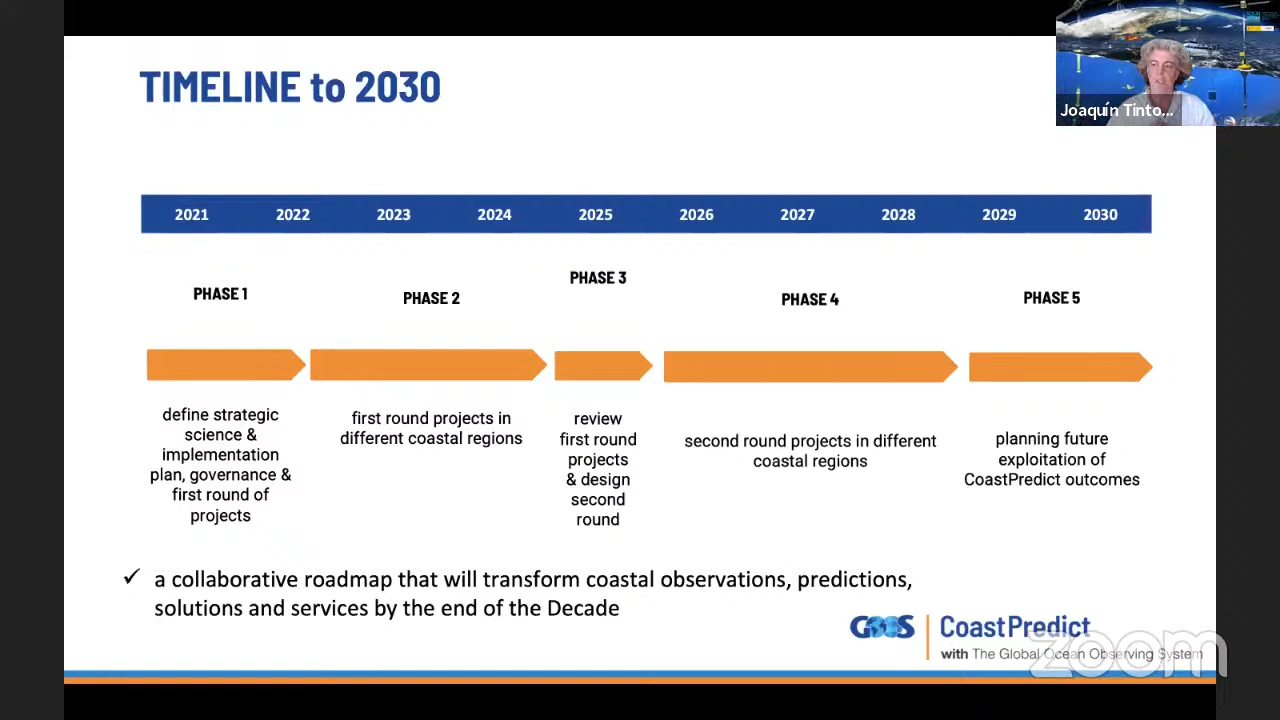 TIMELINE to 2030
Joaquín Tinto...
2021 2022 2023 2024 2025 2026 2027 2028 2029 2030
PHASE 1
PHASE 2
PHASE 3
PHASE 4
PHASE 5
define strategic
science &
implementation
plan, governance &
first round of
projects
first round projects in
different coastal regions
review
first round
projects
& design
second
round
second round projects in different
coastal regions
planning future
exploitation of
CoastPredict outcomes
✓ a collaborative roadmap that will transform coastal observations, predictions,
solutions and services by the end of the Decade
GOOS
CoastPredict
with The Global Ocean Observing System
zoom